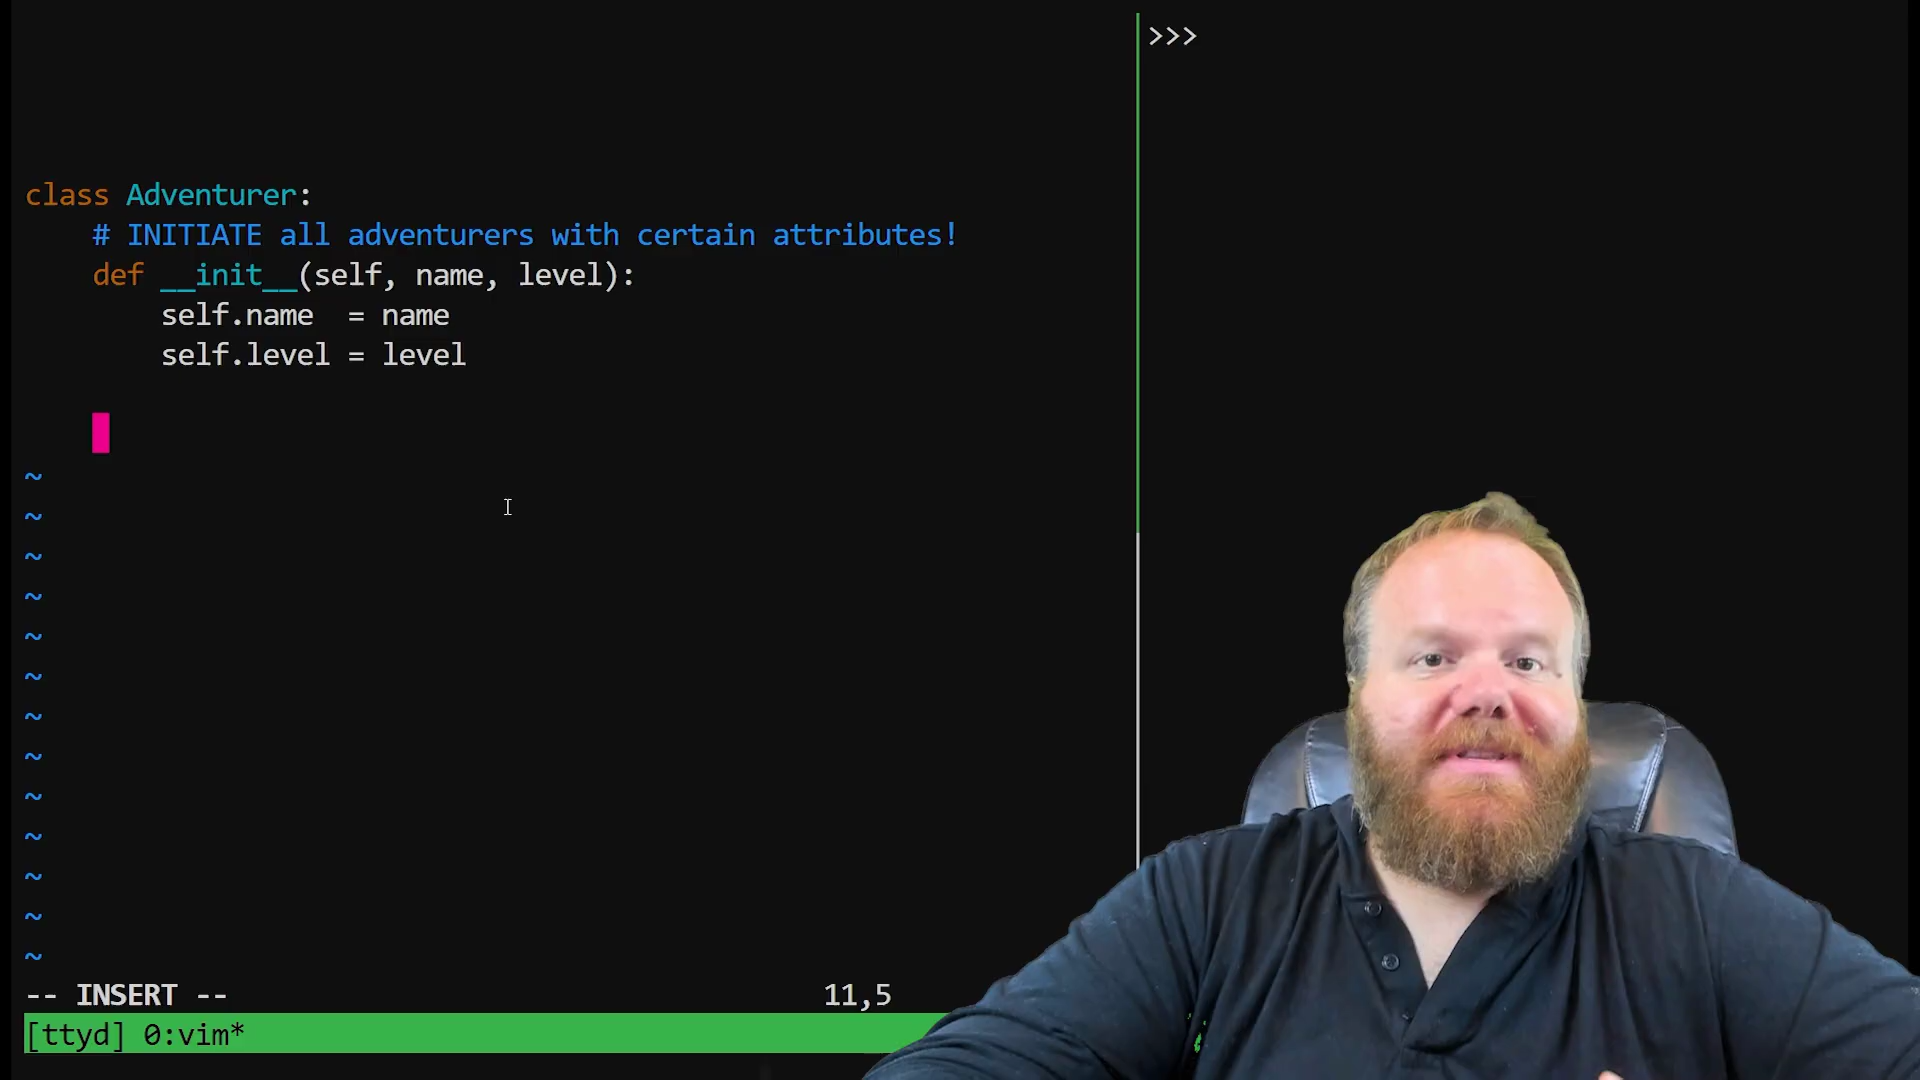 >>>
class Adventurer:
    # INITIATE all adventurers with certain attributes!
    def __init__(self, name, level):
        self.name  = name
        self.level = level
~
~
~
~
~
~
~
~
~
~
~
~
~
-- INSERT --                                   11,5
[ttyd] 0:vim*